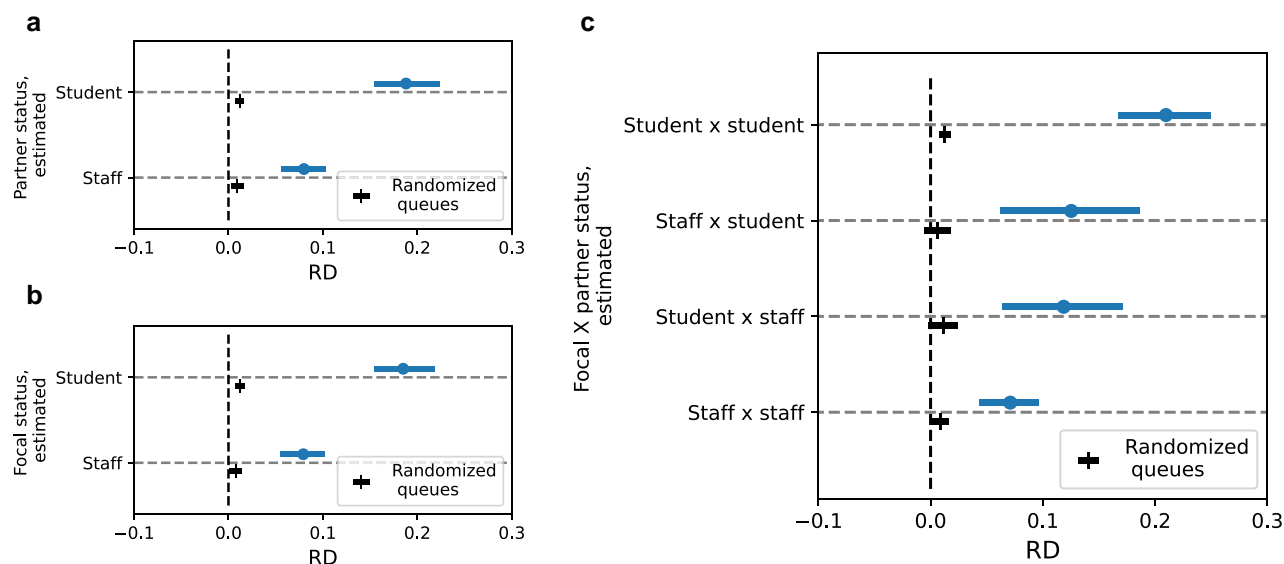 a
Partner status,
estimated
Student
Staff
Randomized
queues
−0.1 0.0 0.1 0.2 0.3
RD
b
Focal status,
estimated
Student
Staff
Randomized
queues
−0.1 0.0 0.1 0.2 0.3
RD
c
Focal X partner status,
estimated
Student x student
Staff x student
Student x staff
Staff x staff
Randomized
queues
−0.1 0.0 0.1 0.2 0.3
RD